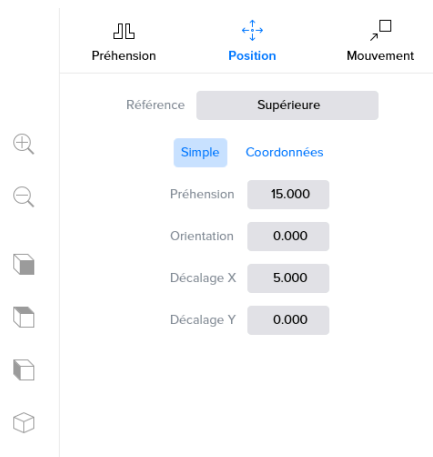 Préhension Position Mouvement
Référence Supérieure
Simple Coordonnées
Préhension 15.000
Orientation 0.000
Décalage X 5.000
Décalage Y 0.000